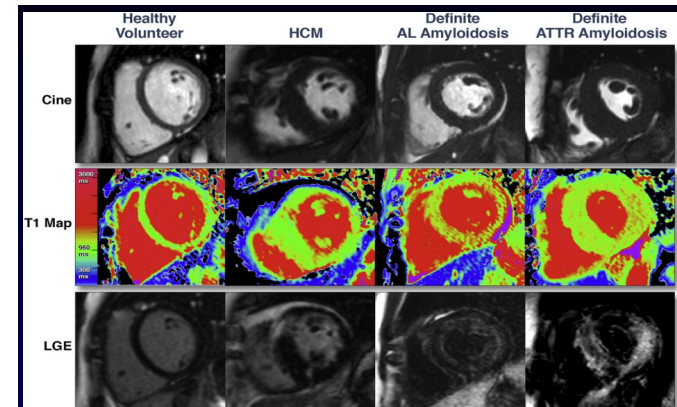 Healthy
Volunteer
HCM
Definite
AL Amyloidosis
Definite
ATTR Amyloidosis
Cine
T1 Map
3000
ms
960
ms
300
ms
LGE